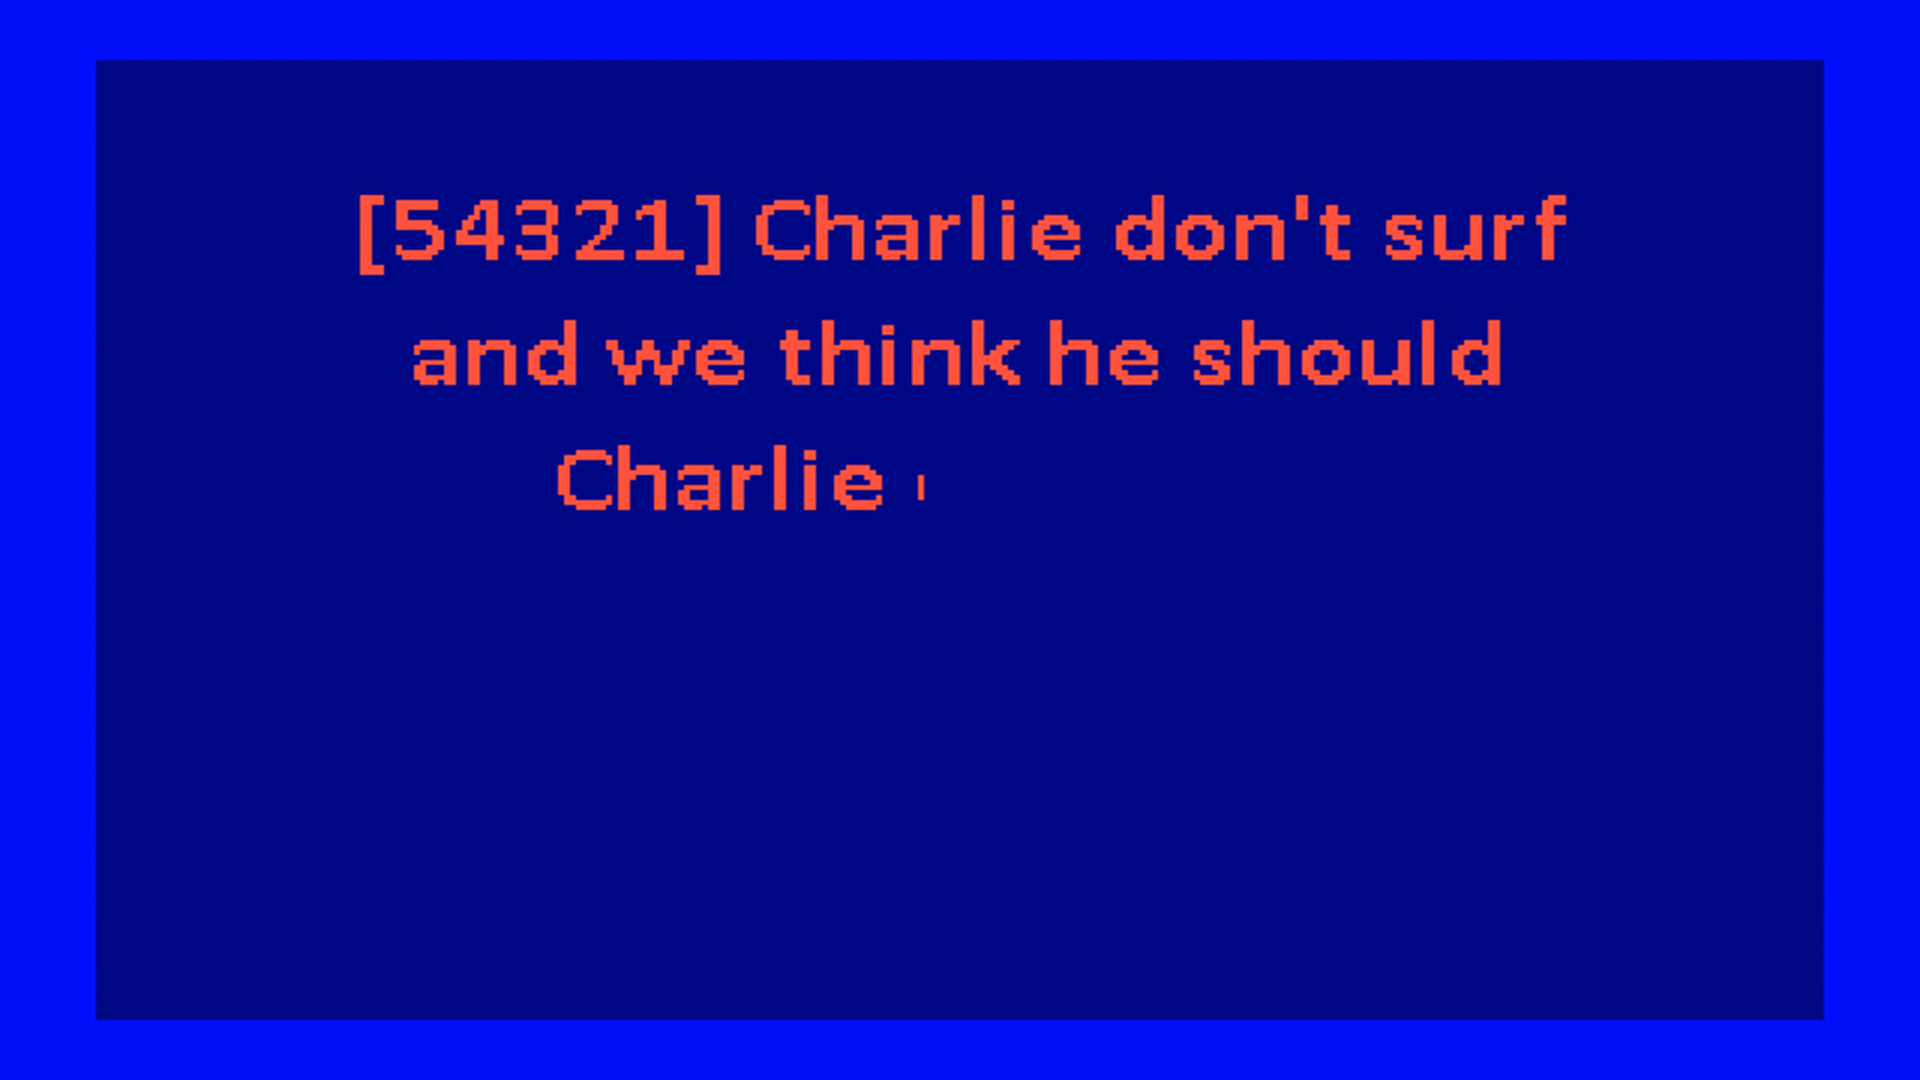 [54321] Charlie don't surf
and we think he should
Charlie